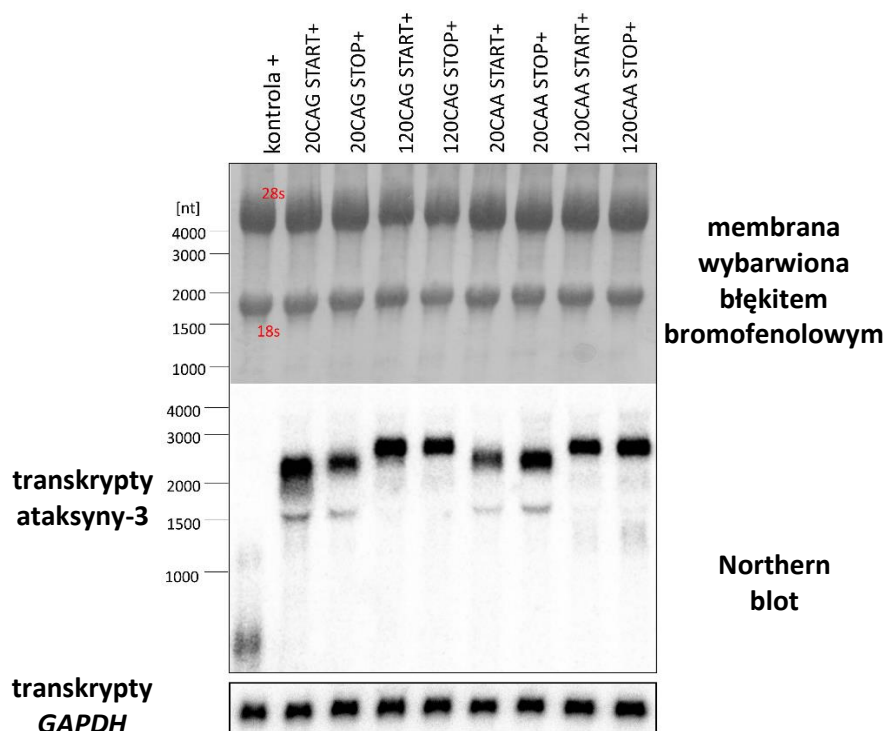 kontrola +
20CAG START+
20CAG STOP+
120CAG START+
120CAG STOP+
20CAA START+
20CAA STOP+
120CAA START+
120CAA STOP+
28s
[nt]
4000
3000
2000
1500
18s
1000
membrana
wybarwiona
błękitem
bromofenolowym
4000
3000
2000
1500
1000
transkrypty
ataksyny-3
Northern
blot
transkrypty
GAPDH